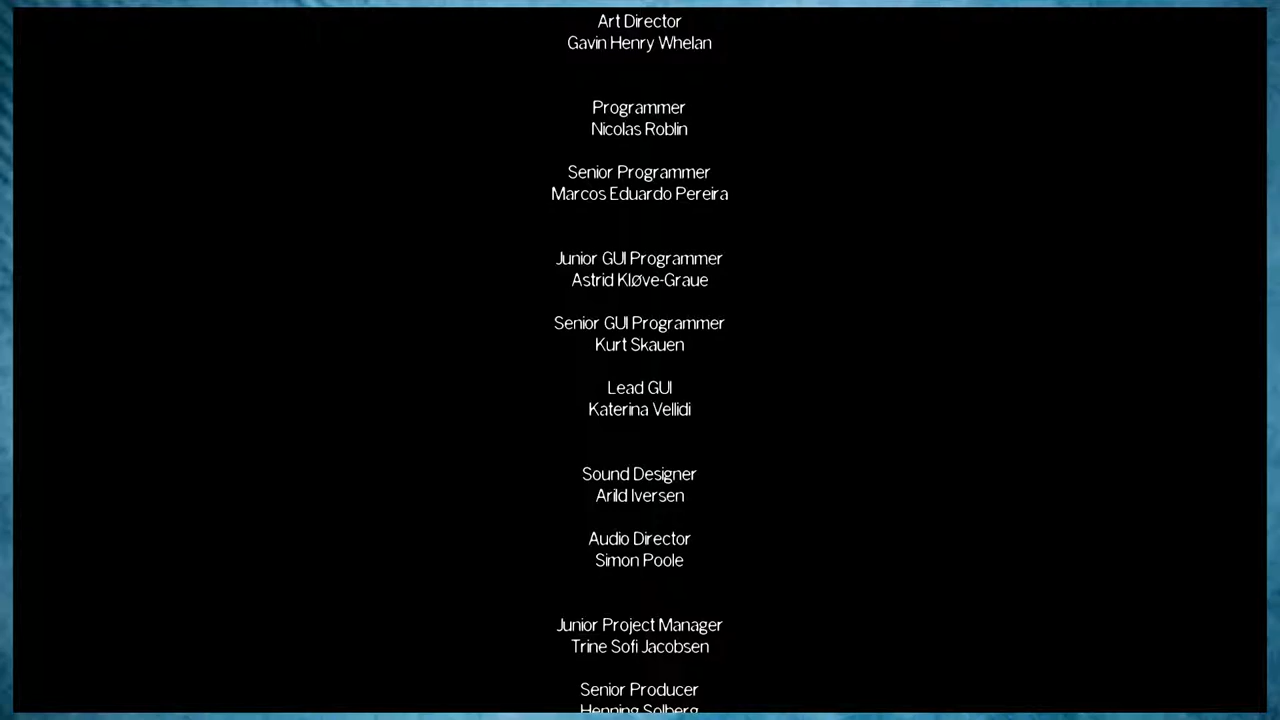 Art Director
Gavin Henry Whelan
Programmer
Nicolas Roblin
Senior Programmer
Marcos Eduardo Pereira
Junior GUI Programmer
Astrid Kløve-Graue
Senior GUI Programmer
Kurt Skauen
Lead GUI
Katerina Vellidi
Sound Designer
Arild Iversen
Audio Director
Simon Poole
Junior Project Manager
Trine Sofi Jacobsen
Senior Producer
Henning Solberg